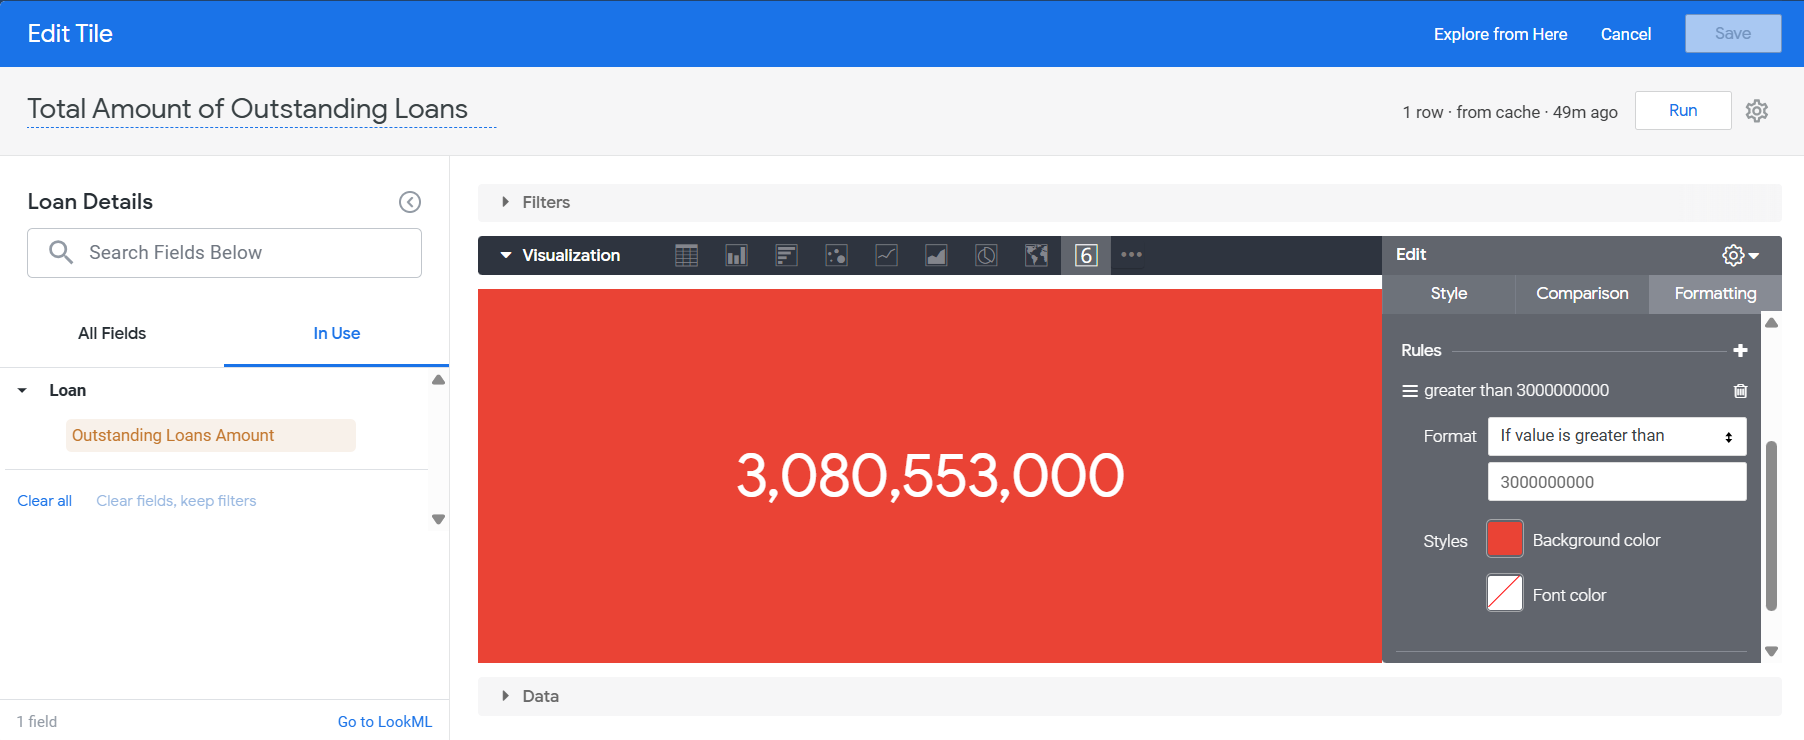 Edit Tile
Explore from Here
Cancel
Save
Total Amount of Outstanding Loans
1 row · from cache · 49m ago
Run
Loan Details
Search Fields Below
All Fields
In Use
Loan
Outstanding Loans Amount
Clear all
Clear fields, keep filters
1 field
Go to LookML
Filters
Visualization
6
3,080,553,000
Edit
Style
Comparison
Formatting
Rules
greater than 3000000000
Format
If value is greater than
3000000000
Styles
Background color
Font color
Data